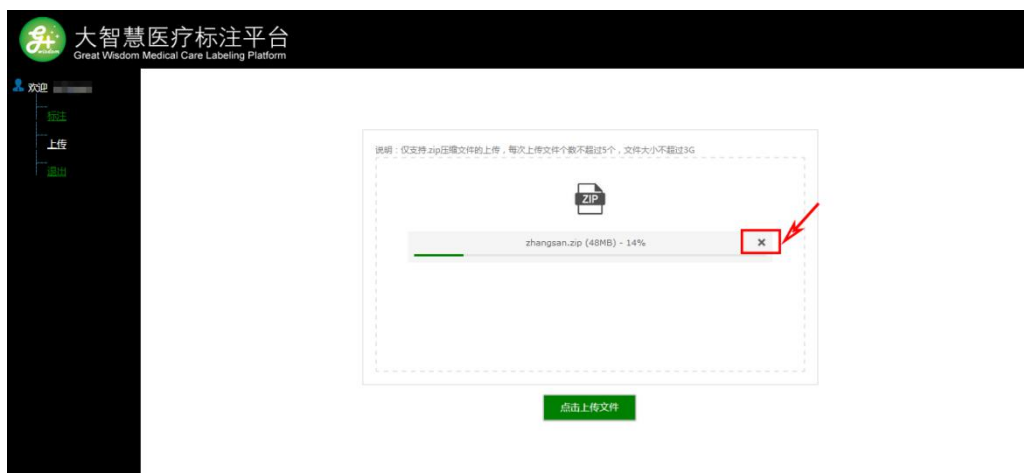 大智慧医疗标注平台
Great Wisdom Medical Care Labeling Platform
欢迎
标注
上传
退出
说明：仅支持.zip压缩文件的上传，每次上传文件个数不超过5个，文件大小不超过3G
ZIP
zhangsan.zip (48MB) - 14%
点击上传文件